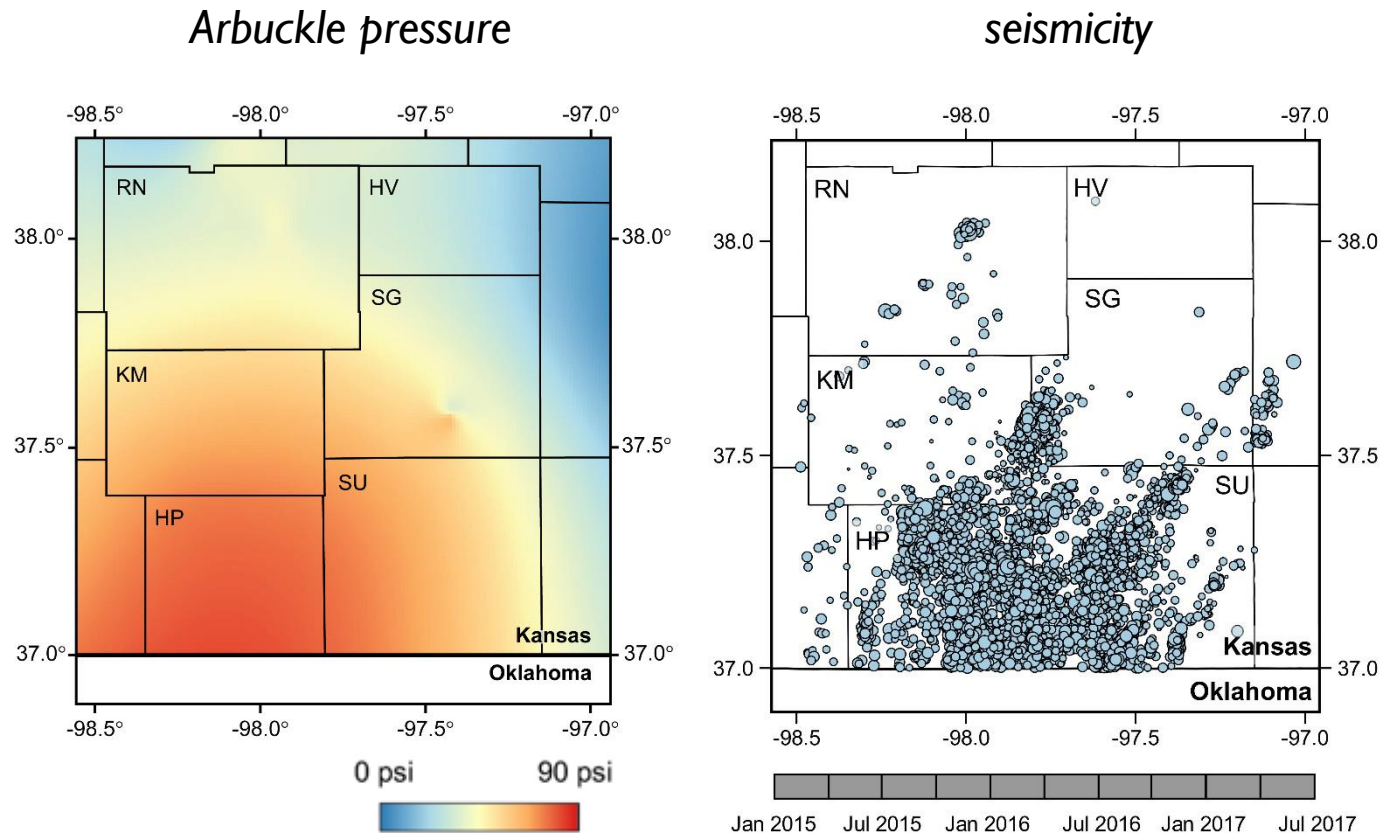 Arbuckle pressure
-98.5° -98.0° -97.5° -97.0°
RN HV
38.0° 38.0°
SG
KM
37.5° 37.5°
SU
HP
Kansas
37.0° 37.0°
Oklahoma
-98.5° -98.0° -97.5° -97.0°
0 psi 90 psi
seismicity
-98.5 -98.0 -97.5 -97.0
RN HV
38.0 38.0
SG
KM
37.5 37.5
SU
HP
Kansas
37.0 37.0
Oklahoma
-98.5 -98.0 -97.5 -97.0
Jan 2015 Jul 2015 Jan 2016 Jul 2016 Jan 2017 Jul 2017